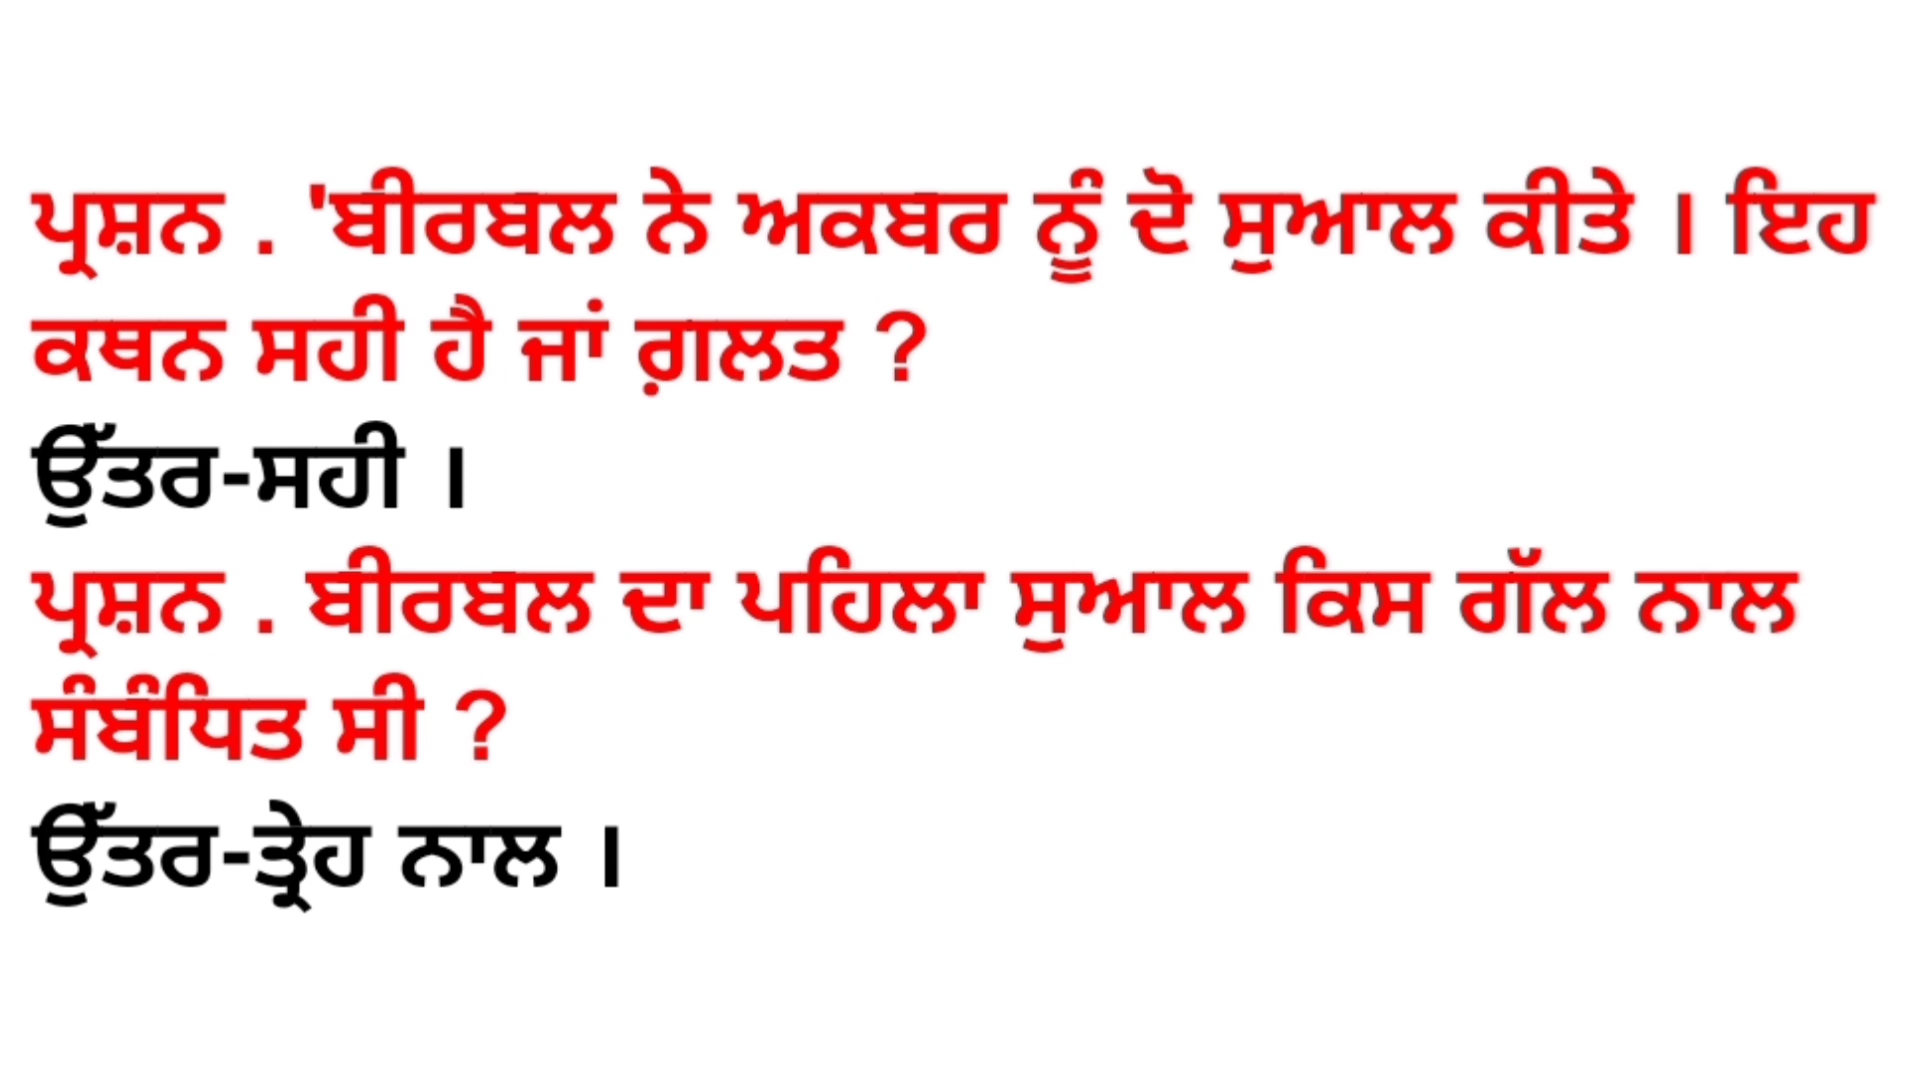 ਪ੍ਰਸ਼ਨ . 'ਬੀਰਬਲ ਨੇ ਅਕਬਰ ਨੂੰ ਦੋ ਸੁਆਲ ਕੀਤੇ । ਇਹ
ਕਥਨ ਸਹੀ ਹੈ ਜਾਂ ਗ਼ਲਤ ?
ਉੱਤਰ-ਸਹੀ ।
ਪ੍ਰਸ਼ਨ . ਬੀਰਬਲ ਦਾ ਪਹਿਲਾ ਸੁਆਲ ਕਿਸ ਗੱਲ ਨਾਲ
ਸੰਬੰਧਿਤ ਸੀ ?
ਉੱਤਰ-ਤ੍ਰੇਹ ਨਾਲ ।